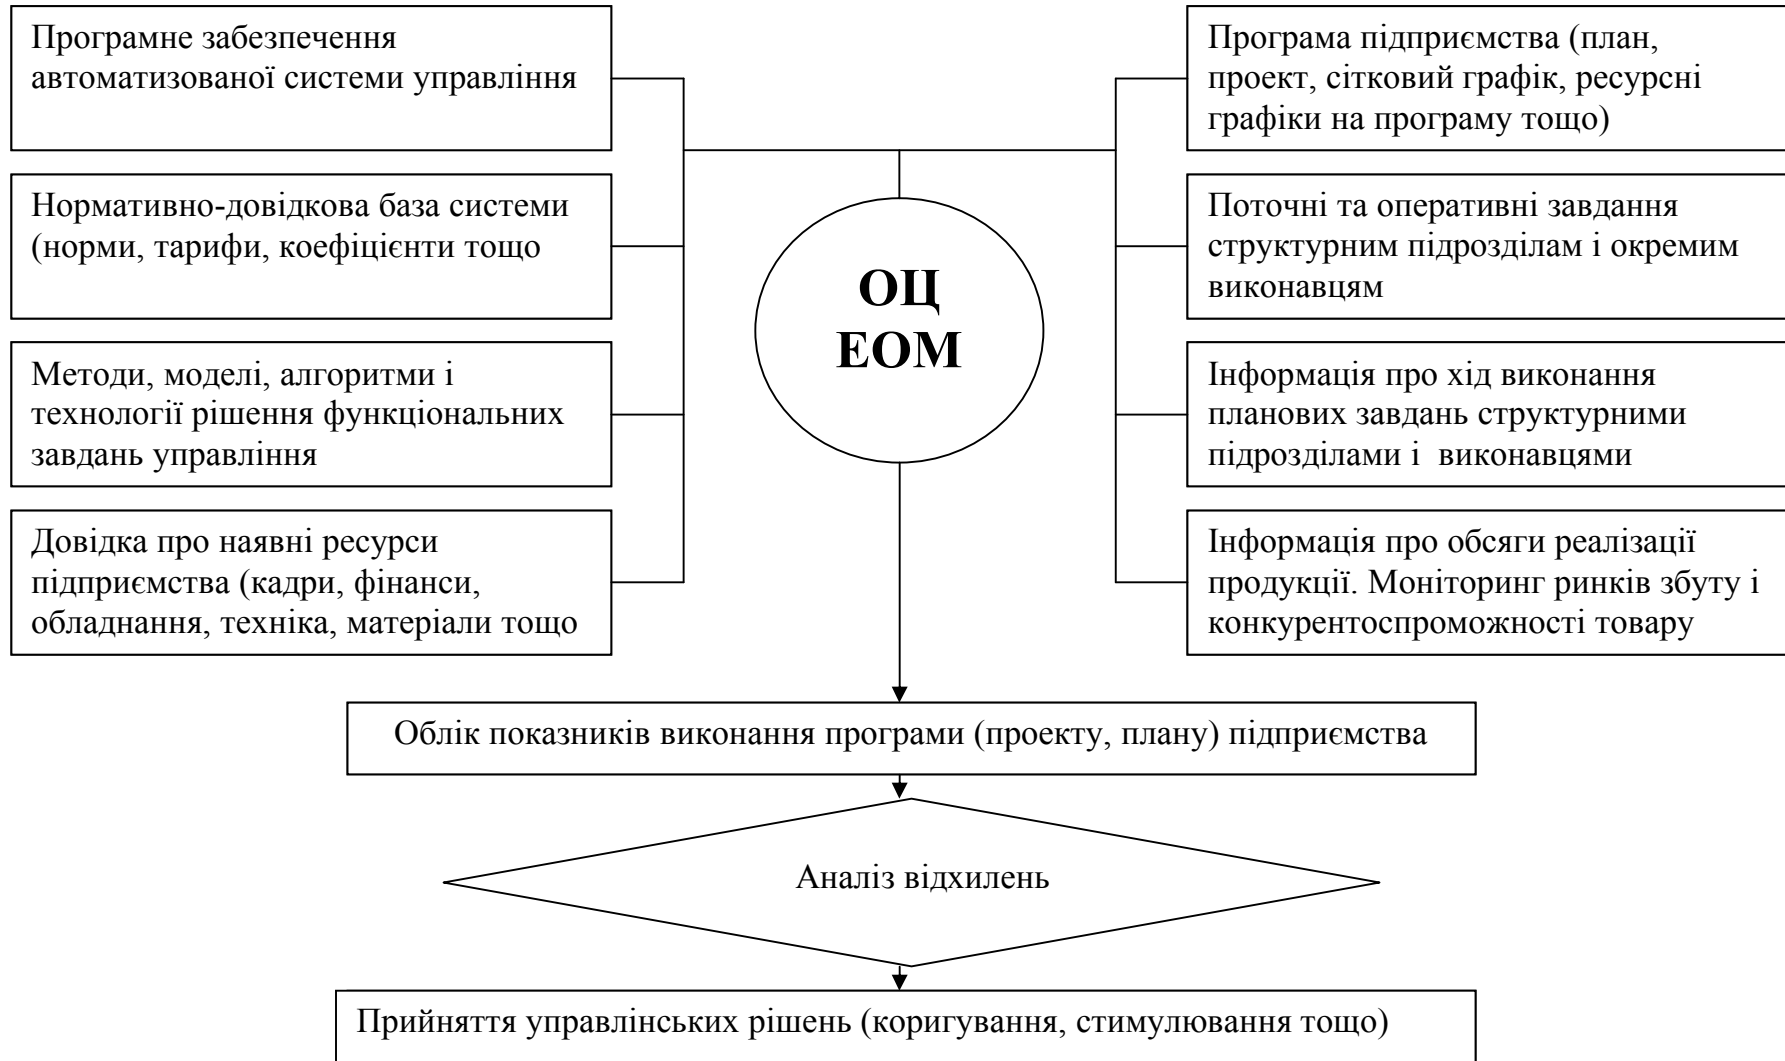 Програмне забезпечення
автоматизованої системи управління
Нормативно-довідкова база системи
(норми, тарифи, коефіцієнти тощо
Методи, моделі, алгоритми і
технології рішення функціональних
завдань управління
Довідка про наявні ресурси
підприємства (кадри, фінанси,
обладнання, техніка, матеріали тощо
ОЦ
ЕОМ
Програма підприємства (план,
проект, сітковий графік, ресурсні
графіки на програму тощо)
Поточні та оперативні завдання
структурним підрозділам і окремим
виконавцям
Інформація про хід виконання
планових завдань структурними
підрозділами і  виконавцями
Інформація про обсяги реалізації
продукції. Моніторинг ринків збуту і
конкурентоспроможності товару
Облік показників виконання програми (проекту, плану) підприємства
Аналіз відхилень
Прийняття управлінських рішень (коригування, стимулювання тощо)